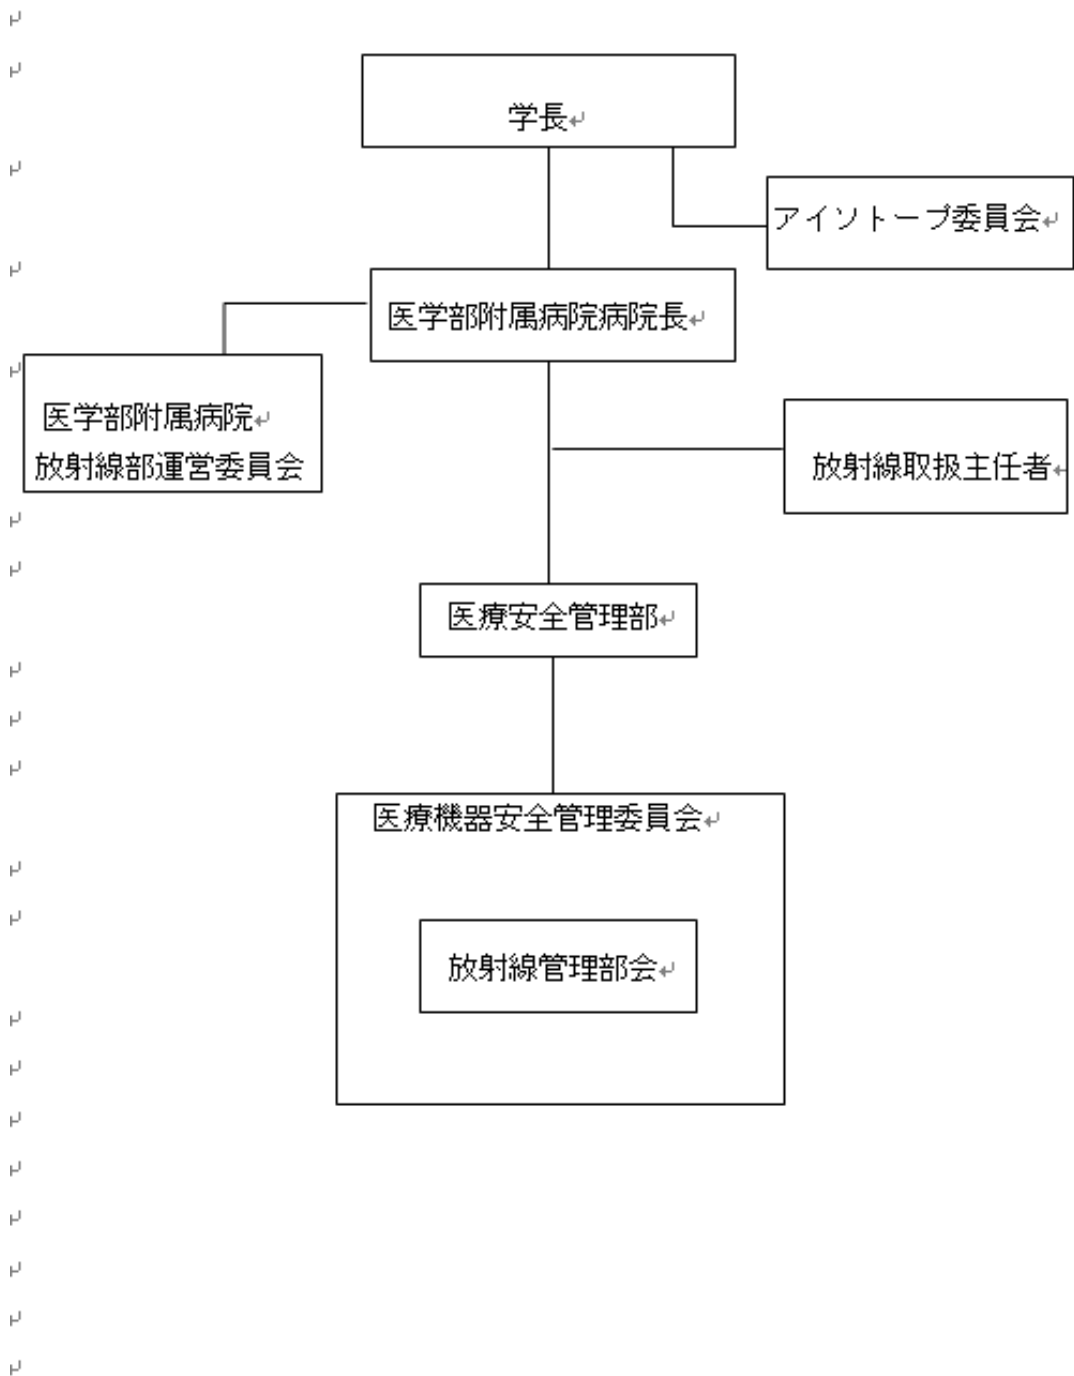 学長
アイソトープ委員会
医学部附属病院病院長
医学部附属病院
放射線部運営委員会
放射線取扱主任者
医療安全管理部
医療機器安全管理委員会
放射線管理部会